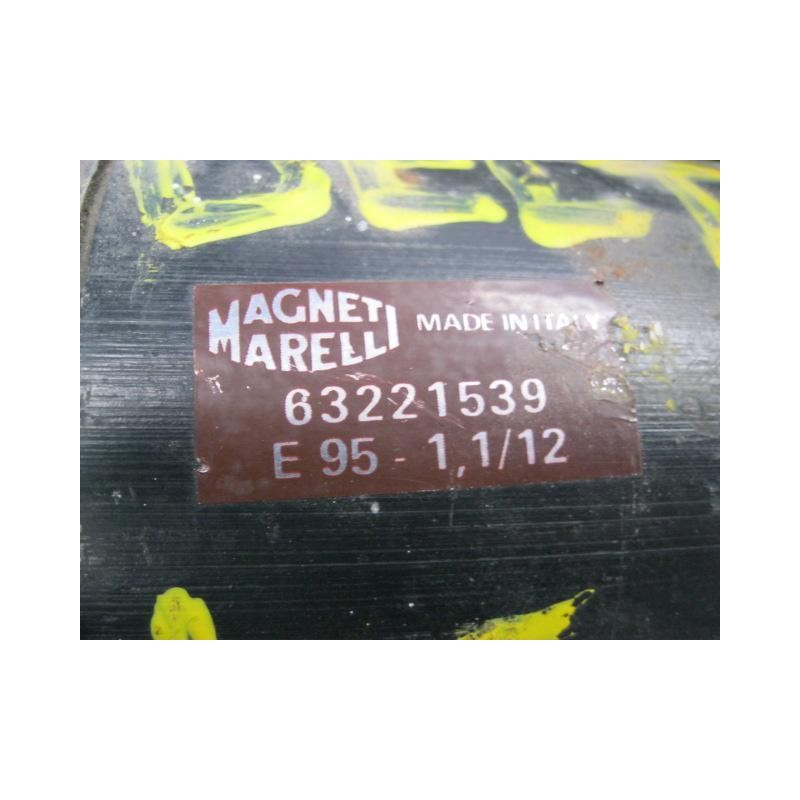 MAGNETI MARELLI MADE IN ITALY
63221539
E 95 - 1,1/12